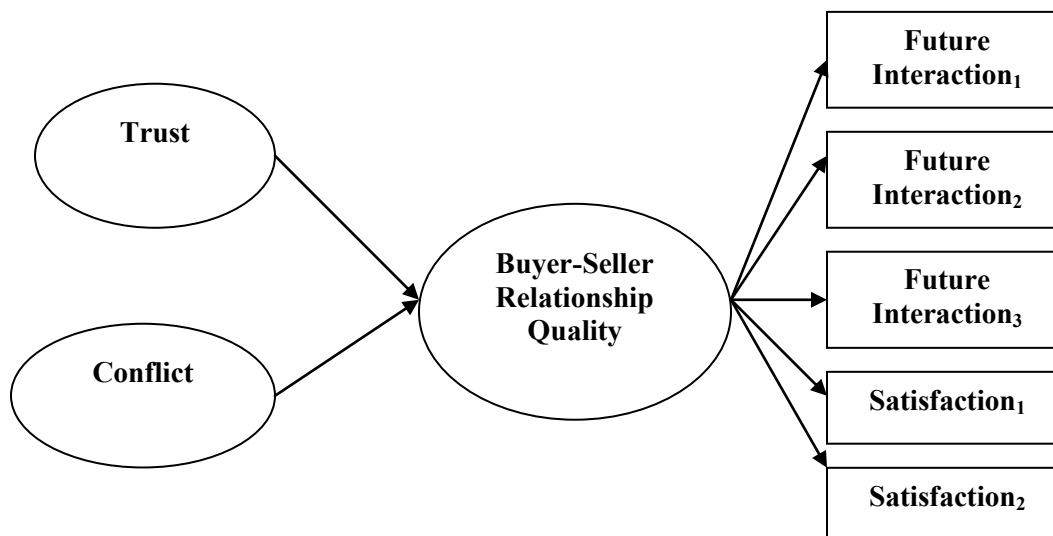 Trust
Conflict
Buyer-Seller
Relationship
Quality
Future
Interaction₁
Future
Interaction₂
Future
Interaction₃
Satisfaction₁
Satisfaction₂